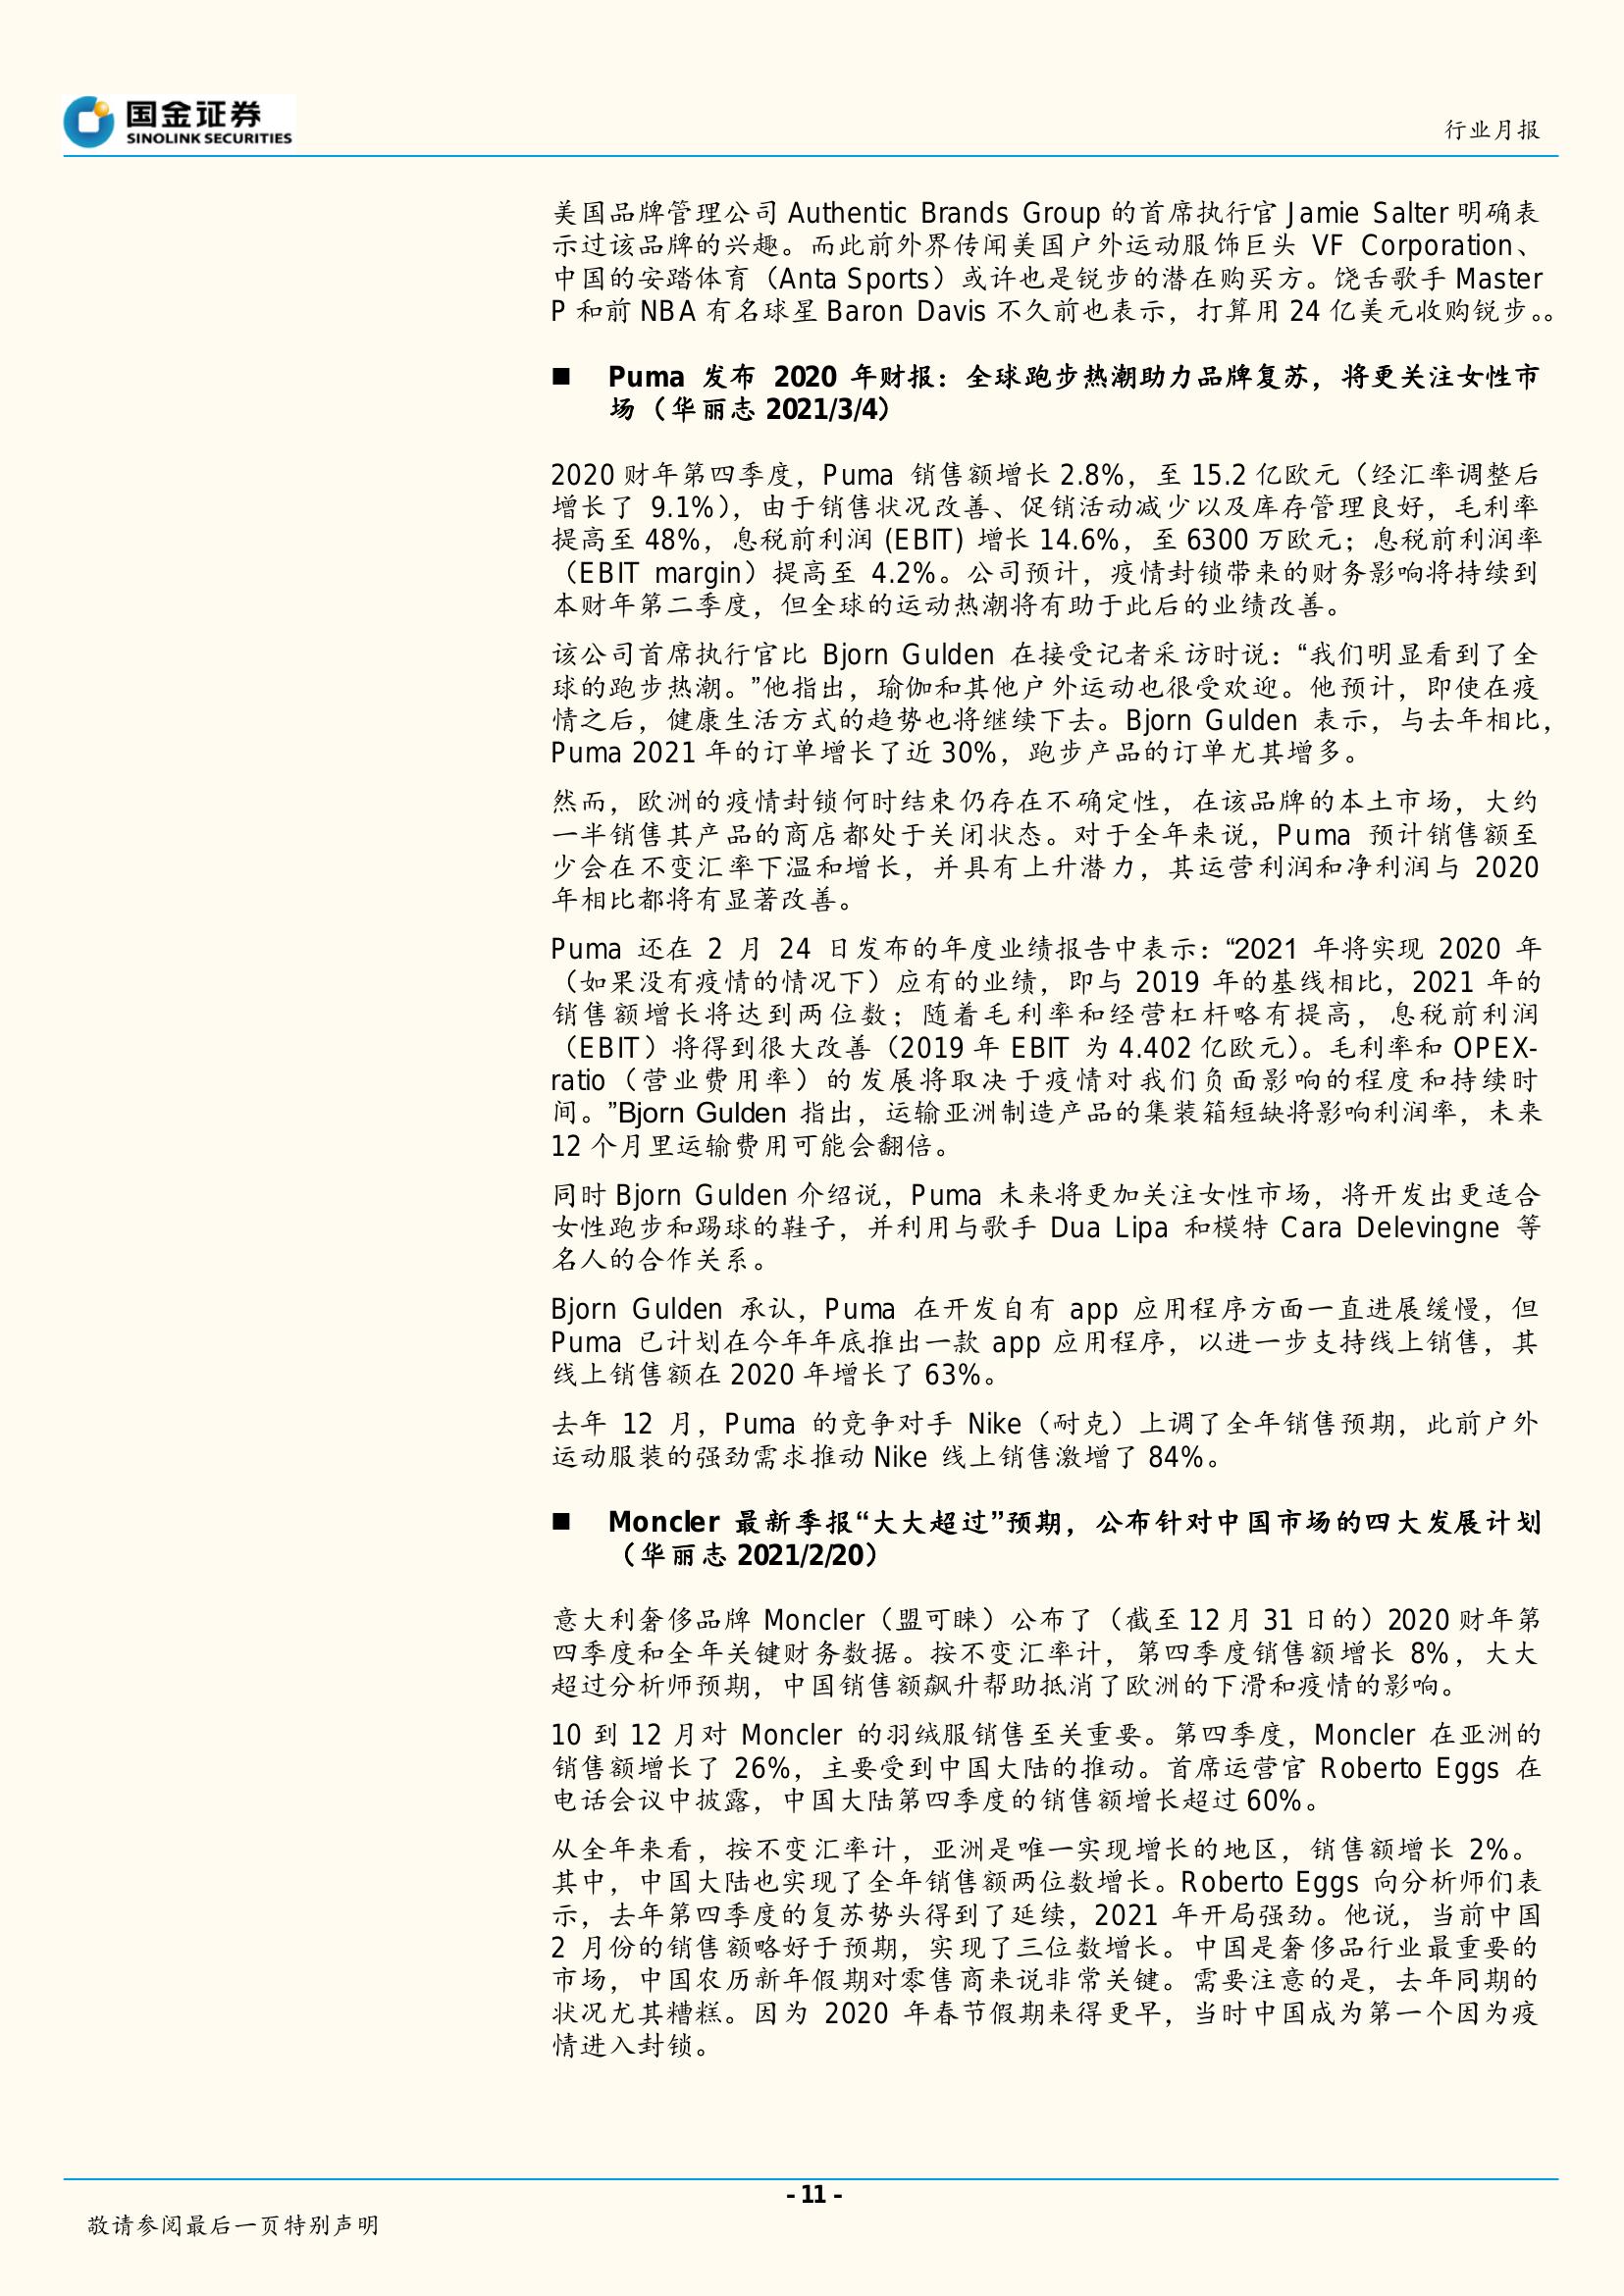 国金证券
SINOLINK SECURITIES
行业月报
美国品牌管理公司 Authentic Brands Group 的首席执行官 Jamie Salter 明确表
示过该品牌的兴趣。而此前外界传闻美国户外运动服饰巨头 VF Corporation、
中国的安踏体育（Anta Sports）或许也是锐步的潜在购买方。饶舌歌手 Master
P 和前 NBA 有名球星 Baron Davis 不久前也表示，打算用 24 亿美元收购锐步。。
■ Puma 发布 2020 年财报：全球跑步热潮助力品牌复苏，将更关注女性市
场（华丽志 2021/3/4）
2020 财年第四季度，Puma 销售额增长 2.8%，至 15.2 亿欧元（经汇率调整后
增长了 9.1%），由于销售状况改善、促销活动减少以及库存管理良好，毛利率
提高至 48%，息税前利润 (EBIT) 增长 14.6%，至 6300 万欧元；息税前利润率
（EBIT margin）提高至 4.2%。公司预计，疫情封锁带来的财务影响将持续到
本财年第二季度，但全球的运动热潮将有助于此后的业绩改善。
该公司首席执行官比 Bjorn Gulden 在接受记者采访时说：“我们明显看到了全
球的跑步热潮。”他指出，瑜伽和其他户外运动也很受欢迎。他预计，即使在疫
情之后，健康生活方式的趋势也将继续下去。Bjorn Gulden 表示，与去年相比，
Puma 2021 年的订单增长了近 30%，跑步产品的订单尤其增多。
然而，欧洲的疫情封锁何时结束仍存在不确定性，在该品牌的本土市场，大约
一半销售其产品的商店都处于关闭状态。对于全年来说，Puma 预计销售额至
少会在不变汇率下温和增长，并具有上升潜力，其运营利润和净利润与 2020
年相比都将有显著改善。
Puma 还在 2 月 24 日发布的年度业绩报告中表示：“2021 年将实现 2020 年
（如果没有疫情的情况下）应有的业绩，即与 2019 年的基线相比，2021 年的
销售额增长将达到两位数；随着毛利率和经营杠杆略有提高，息税前利润
（EBIT）将得到很大改善（2019 年 EBIT 为 4.402 亿欧元）。毛利率和 OPEX-
ratio（营业费用率）的发展将取决于疫情对我们负面影响的程度和持续时
间。”Bjorn Gulden 指出，运输亚洲制造产品的集装箱短缺将影响利润率，未来
12 个月里运输费用可能会翻倍。
同时 Bjorn Gulden 介绍说，Puma 未来将更加关注女性市场，将开发出更适合
女性跑步和踢球的鞋子，并利用与歌手 Dua Lipa 和模特 Cara Delevingne 等
名人的合作关系。
Bjorn Gulden 承认，Puma 在开发自有 app 应用程序方面一直进展缓慢，但
Puma 已计划在今年年底推出一款 app 应用程序，以进一步支持线上销售，其
线上销售额在 2020 年增长了 63%。
去年 12 月，Puma 的竞争对手 Nike（耐克）上调了全年销售预期，此前户外
运动服装的强劲需求推动 Nike 线上销售激增了 84%。
■ Moncler 最新季报“大大超过”预期，公布针对中国市场的四大发展计划
（华丽志 2021/2/20）
意大利奢侈品牌 Moncler（盟可睐）公布了（截至 12 月 31 日的）2020 财年第
四季度和全年关键财务数据。按不变汇率计，第四季度销售额增长 8%，大大
超过分析师预期，中国销售额飙升帮助抵消了欧洲的下滑和疫情的影响。
10 到 12 月对 Moncler 的羽绒服销售至关重要。第四季度，Moncler 在亚洲的
销售额增长了 26%，主要受到中国大陆的推动。首席运营官 Roberto Eggs 在
电话会议中披露，中国大陆第四季度的销售额增长超过 60%。
从全年来看，按不变汇率计，亚洲是唯一实现增长的地区，销售额增长 2%。
其中，中国大陆也实现了全年销售额两位数增长。Roberto Eggs 向分析师们表
示，去年第四季度的复苏势头得到了延续，2021 年开局强劲。他说，当前中国
2 月份的销售额略好于预期，实现了三位数增长。中国是奢侈品行业最重要的
市场，中国农历新年假期对零售商来说非常关键。需要注意的是，去年同期的
状况尤其糟糕。因为 2020 年春节假期来得更早，当时中国成为第一个因为疫
情进入封锁。
- 11 -
敬请参阅最后一页特别声明